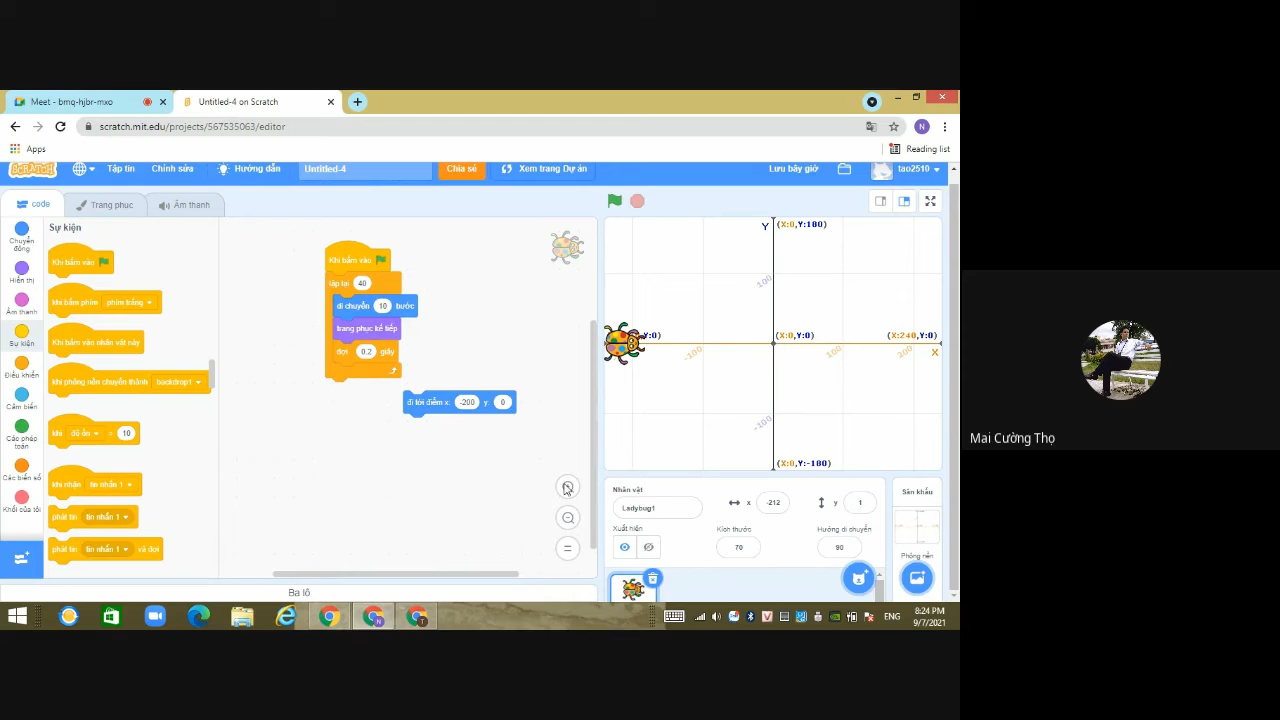 Meet - bmq-hjbr-mxo
Untitled-4 on Scratch
scratch.mit.edu/projects/567535063/editor
N
Apps
Reading list
SCRATCH
Tập tin
Chỉnh sửa
Hướng dẫn
Untitled-4
Chia sẻ
Xem trang Dự án
Lưu bây giờ
tao2510
code
Trang phục
Âm thanh
Chuyển động
Hiển thị
Âm thanh
Sự kiện
Điều khiển
Cảm biến
Các phép toán
Các biến số
Khối của tôi
Sự kiện
Khi bấm vào
khi bấm phím phím trắng
Khi bấm vào nhân vật này
khi phông nền chuyển thành backdrop1
khi độ ồn = 10
khi nhận tin nhắn 1
phát tin tin nhắn 1
phát tin tin nhắn 1 và đợi
Khi bấm vào
lặp lại 40
di chuyển 10 bước
trang phục kế tiếp
đợi 0.2 giây
đi tới điểm x: -200 y: 0
Ba lô
Y
(X:0,Y:180)
100
Y:0)
(X:0,Y:0)
(X:240,Y:0)
-100
100
200
X
-100
(X:0,Y:-180)
Nhân vật
Ladybug1
x
-212
y
1
Xuất hiện
Kích thước
70
Hướng di chuyển
90
Sân khấu
Phông nền
ENG
8:24 PM
9/7/2021
Mai Cường Thọ